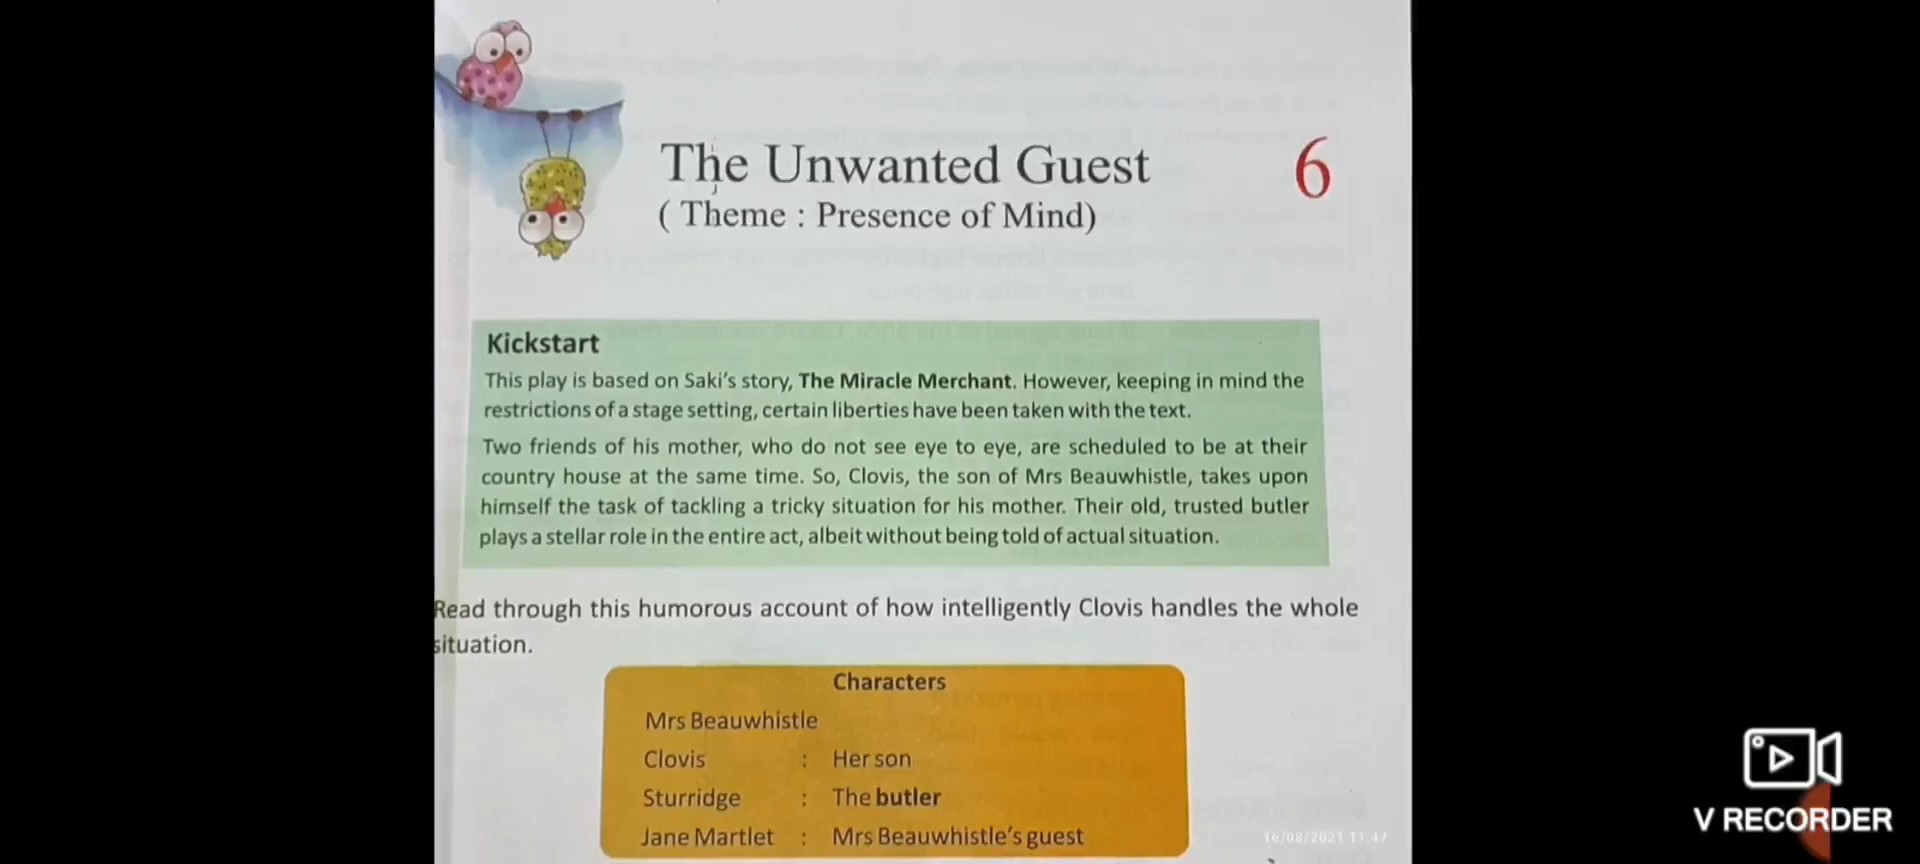 The Unwanted Guest
6
( Theme : Presence of Mind)
Kickstart
This play is based on Saki's story, The Miracle Merchant. However, keeping in mind the
restrictions of a stage setting, certain liberties have been taken with the text.
Two friends of his mother, who do not see eye to eye, are scheduled to be at their
country house at the same time. So, Clovis, the son of Mrs Beauwhistle, takes upon
himself the task of tackling a tricky situation for his mother. Their old, trusted butler
plays a stellar role in the entire act, albeit without being told of actual situation.
Read through this humorous account of how intelligently Clovis handles the whole
situation.
Characters
Mrs Beauwhistle
Clovis : Her son
Sturridge : The butler
Jane Martlet : Mrs Beauwhistle's guest
16/08/2021 11:47
V RECORDER